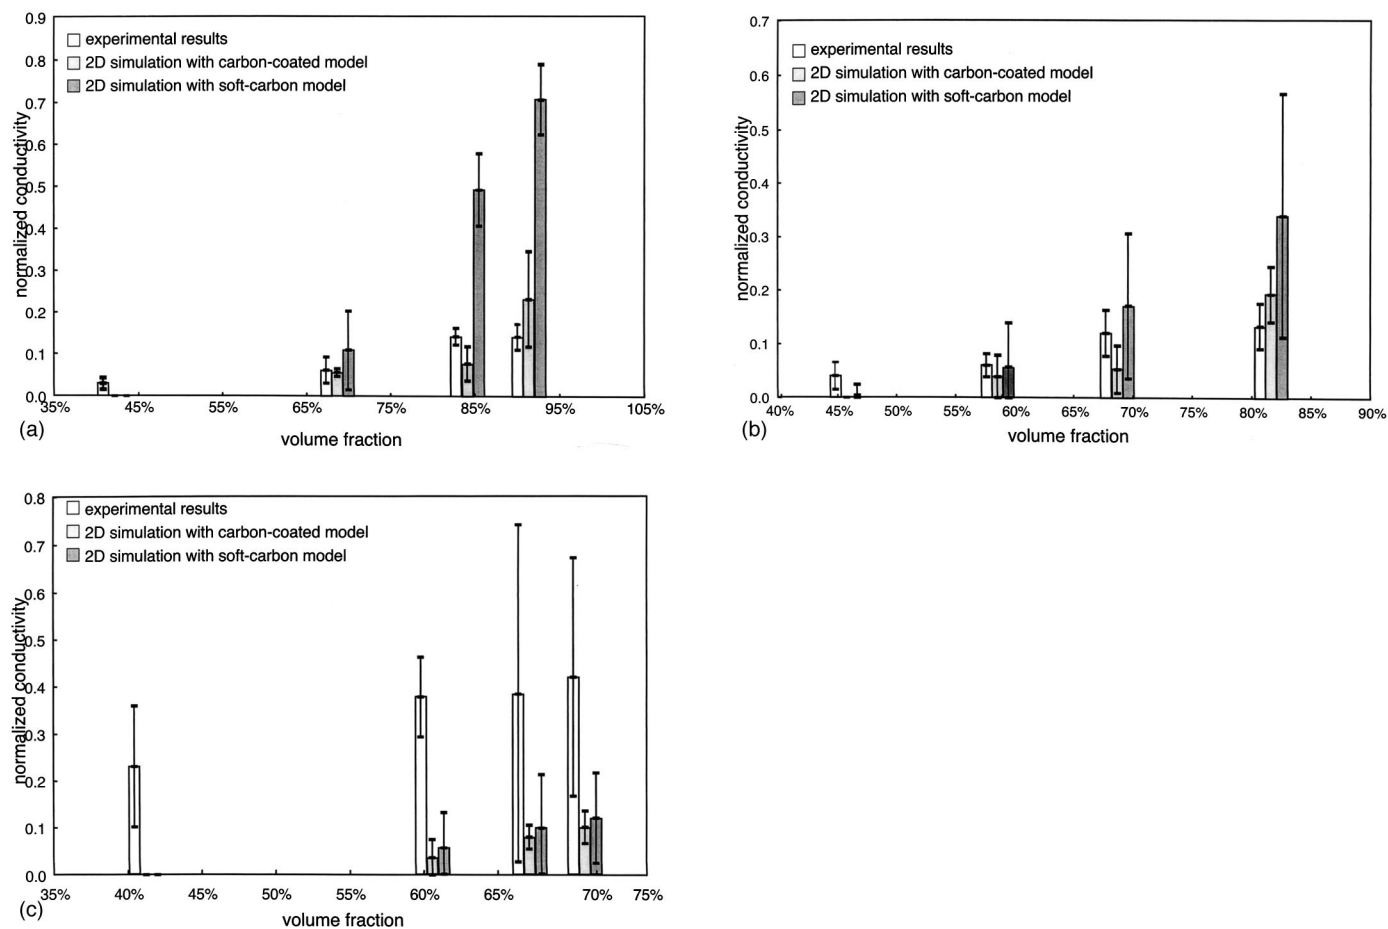 0.9
experimental results
2D simulation with carbon-coated model
2D simulation with soft-carbon model
0.8
0.7
0.6
0.5
0.4
0.3
0.2
0.1
0.0
normalized conductivity
35% 45% 55% 65% 75% 85% 95% 105%
(a)
volume fraction
0.7
experimental results
2D simulation with carbon-coated model
2D simulation with soft-carbon model
0.6
0.5
0.4
0.3
0.2
0.1
0.0
normalized conductivity
40% 45% 50% 55% 60% 65% 70% 75% 80% 85% 90%
(b)
volume fraction
0.8
experimental results
2D simulation with carbon-coated model
2D simulation with soft-carbon model
0.7
0.6
0.5
0.4
0.3
0.2
0.1
0.0
normalized conductivity
35% 40% 45% 50% 55% 60% 65% 70% 75%
(c)
volume fraction